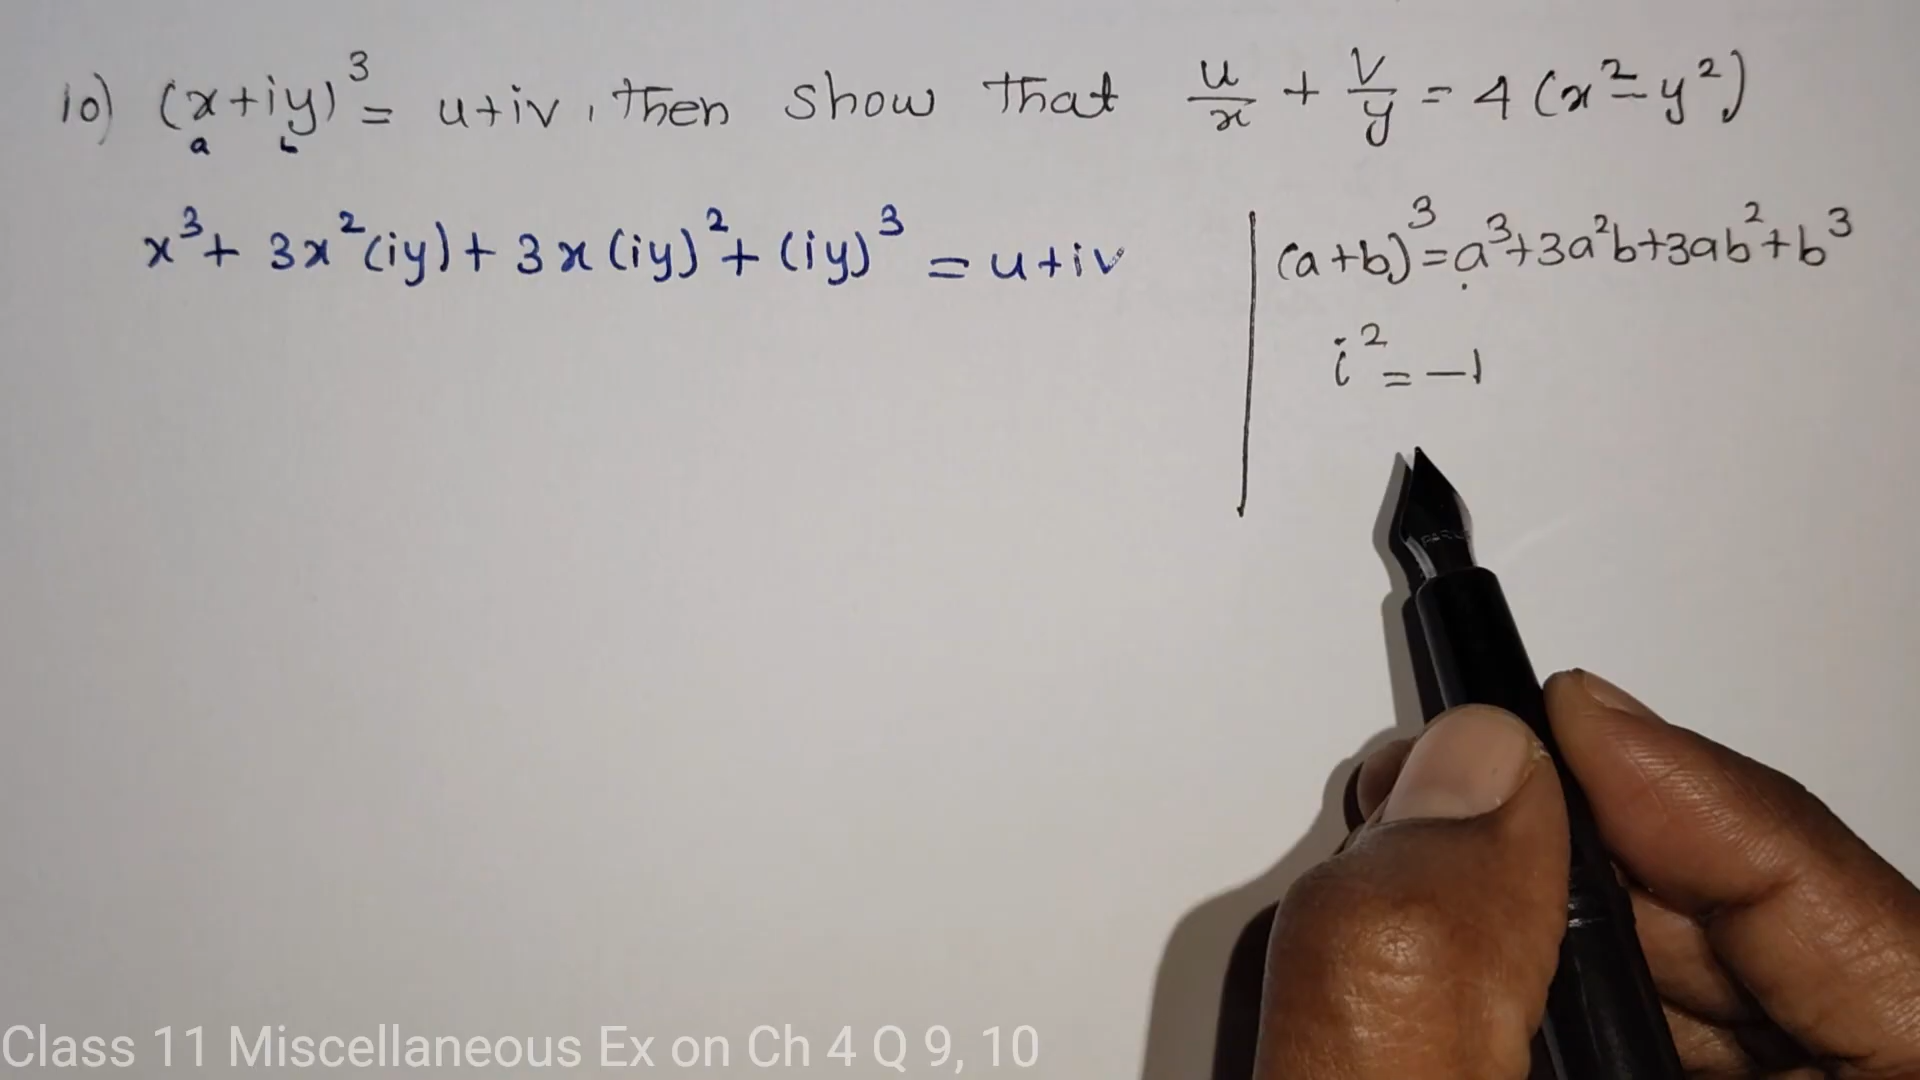 10) (x+iy)³ = u+iv, then show that u/x + v/y = 4(x²-y²)
a b
x³+ 3x²(iy)+3x(iy)²+(iy)³ = u+iv
(a+b)³=a³+3a²b+3ab²+b³
i² = -1
Class 11 Miscellaneous Ex on Ch 4 Q 9, 10